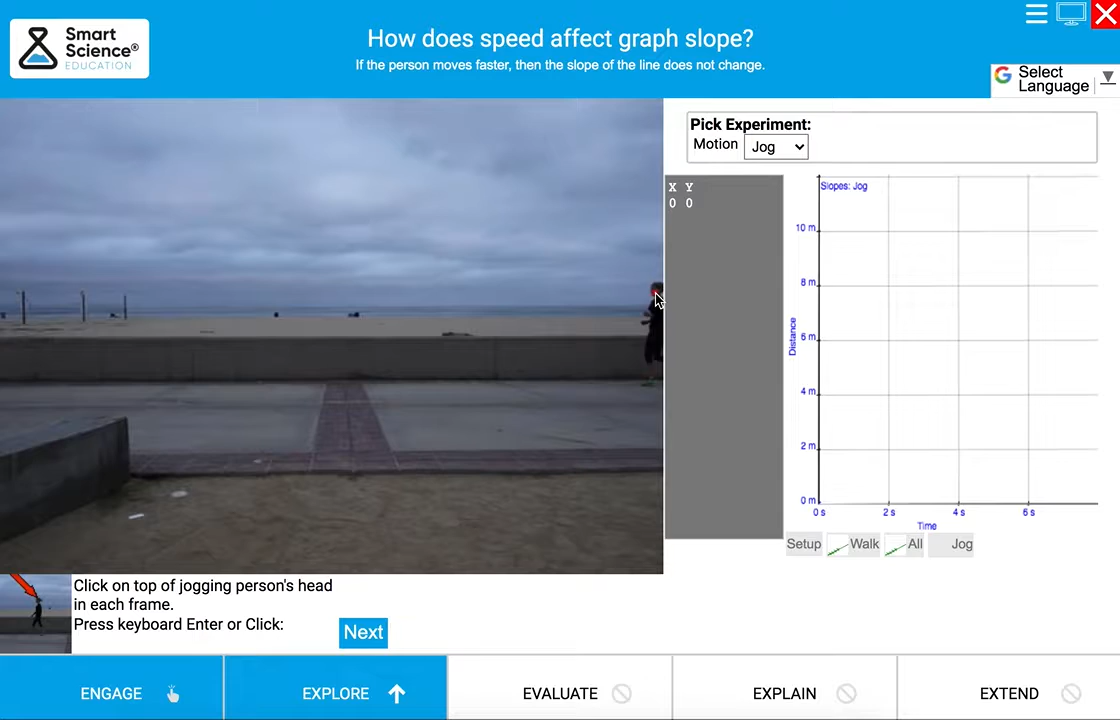 Smart
Science®
EDUCATION
How does speed affect graph slope?
If the person moves faster, then the slope of the line does not change.
Select
Language
Pick Experiment:
Motion Jog
X Y
0 0
Slopes: Jog
10 m
8 m
6 m
4 m
2 m
0 m
Distance
0 s 2 s 4 s 6 s
Time
Setup Walk All Jog
Click on top of jogging person's head
in each frame.
Press keyboard Enter or Click:
Next
ENGAGE EXPLORE EVALUATE EXPLAIN EXTEND